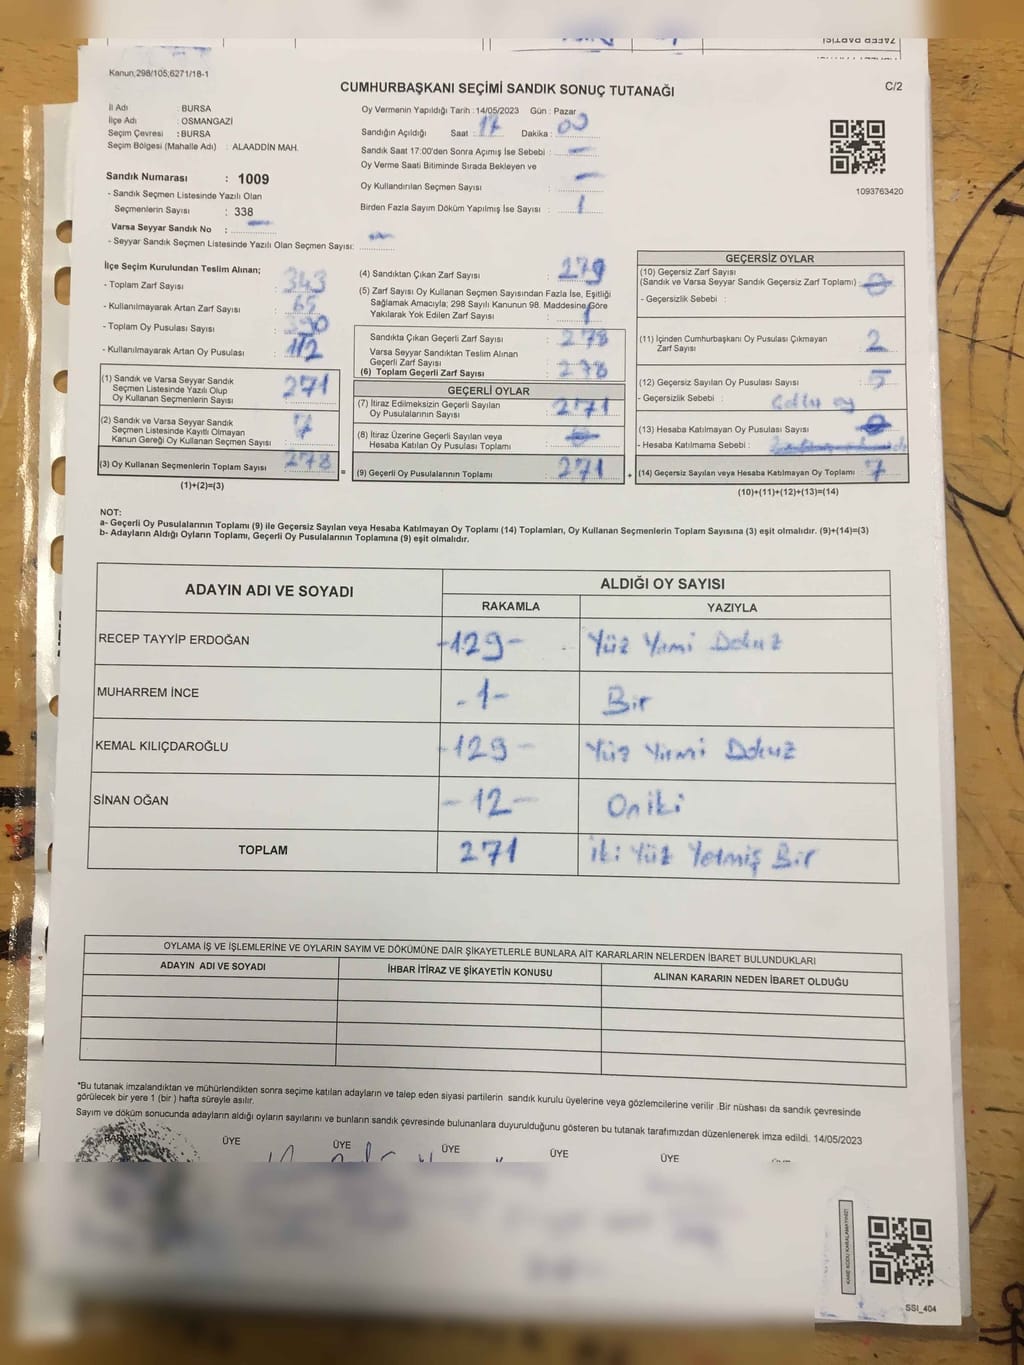 ZAFER PARTİSİ
Kanun;298/105;6271/18-1
CUMHURBAŞKANI SEÇİMİ SANDIK SONUÇ TUTANAĞI
C/2
İl Adı : BURSA
İlçe Adı : OSMANGAZİ
Seçim Çevresi : BURSA
Seçim Bölgesi (Mahalle Adı) : ALAADDİN MAH.
Sandık Numarası : 1009
- Sandık Seçmen Listesinde Yazılı Olan
Seçmenlerin Sayısı : 338
Varsa Seyyar Sandık No : -
- Seyyar Sandık Seçmen Listesinde Yazılı Olan Seçmen Sayısı: -
Oy Vermenin Yapıldığı Tarih : 14/05/2023 Gün : Pazar
Sandığın Açıldığı Saat : 17 Dakika : 00
Sandık Saat 17:00'den Sonra Açımış İse Sebebi : -
Oy Verme Saati Bitiminde Sırada Bekleyen ve
Oy Kullandırılan Seçmen Sayısı : -
Birden Fazla Sayım Döküm Yapılmış İse Sayısı : 1
1093763420
İlçe Seçim Kurulundan Teslim Alınan;
- Toplam Zarf Sayısı : 343
- Kullanılmayarak Artan Zarf Sayısı : 65
- Toplam Oy Pusulası Sayısı :
- Kullanılmayarak Artan Oy Pusulası : 112
(1) Sandık ve Varsa Seyyar Sandık
Seçmen Listesinde Yazılı Olup
Oy Kullanan Seçmenlerin Sayısı : 271
(2) Sandık ve Varsa Seyyar Sandık
Seçmen Listesinde Kayıtlı Olmayan
Kanun Gereği Oy Kullanan Seçmen Sayısı : 7
(3) Oy Kullanan Seçmenlerin Toplam Sayısı : 278
(1)+(2)=(3)
(4) Sandıktan Çıkan Zarf Sayısı : 279
(5) Zarf Sayısı Oy Kullanan Seçmen Sayısından Fazla İse, Eşitliği
Sağlamak Amacıyla; 298 Sayılı Kanunun 98. Maddesine Göre
Yakılarak Yok Edilen Zarf Sayısı : 1
Sandıkta Çıkan Geçerli Zarf Sayısı : 278
Varsa Seyyar Sandıktan Teslim Alınan
Geçerli Zarf Sayısı :
(6) Toplam Geçerli Zarf Sayısı : 278
GEÇERLİ OYLAR
(7) İtiraz Edilmeksizin Geçerli Sayılan
Oy Pusulalarının Sayısı : 271
(8) İtiraz Üzerine Geçerli Sayılan veya
Hesaba Katılan Oy Pusulası Toplamı :
= (9) Geçerli Oy Pusulalarının Toplamı : 271
GEÇERSİZ OYLAR
(10) Geçersiz Zarf Sayısı
(Sandık ve Varsa Seyyar Sandık Geçersiz Zarf Toplamı) : 0
- Geçersizlik Sebebi :
(11) İçinden Cumhurbaşkanı Oy Pusulası Çıkmayan
Zarf Sayısı : 2
(12) Geçersiz Sayılan Oy Pusulası Sayısı : 5
- Geçersizlik Sebebi : oy
(13) Hesaba Katılmayan Oy Pusulası Sayısı : 0
- Hesaba Katılmama Sebebi :
+ (14) Geçersiz Sayılan veya Hesaba Katılmayan Oy Toplamı : 7
(10)+(11)+(12)+(13)=(14)
NOT:
a- Geçerli Oy Pusulalarının Toplamı (9) ile Geçersiz Sayılan veya Hesaba Katılmayan Oy Toplamı (14) Toplamları, Oy Kullanan Seçmenlerin Toplam Sayısına (3) eşit olmalıdır. (9)+(14)=(3)
b- Adayların Aldığı Oyların Toplamı, Geçerli Oy Pusulalarının Toplamına (9) eşit olmalıdır.
ADAYIN ADI VE SOYADI ALDIĞI OY SAYISI
RAKAMLA YAZIYLA
RECEP TAYYİP ERDOĞAN -129- Yüz Yirmi Dokuz
MUHARREM İNCE -1- Bir
KEMAL KILIÇDAROĞLU -129- Yüz Yirmi Dokuz
SİNAN OĞAN -12- Oniki
TOPLAM 271 İki Yüz Yetmiş Bir
OYLAMA İŞ VE İŞLEMLERİNE VE OYLARIN SAYIM VE DÖKÜMÜNE DAİR ŞİKAYETLERLE BUNLARA AİT KARARLARIN NELERDEN İBARET BULUNDUKLARI
ADAYIN ADI VE SOYADI İHBAR İTİRAZ VE ŞİKAYETİN KONUSU ALINAN KARARIN NEDEN İBARET OLDUĞU
*Bu tutanak imzalandıktan ve mühürlendikten sonra seçime katılan adayların ve talep eden siyasi partilerin sandık kurulu üyelerine veya gözlemcilerine verilir .Bir nüshası da sandık çevresinde
görülecek bir yere 1 (bir ) hafta süreyle asılır.
Sayım ve döküm sonucunda adayların aldığı oyların sayılarını ve bunların sandık çevresinde bulunanlara duyurulduğunu gösteren bu tutanak tarafımızdan düzenlenerek imza edildi. 14/05/2023
BAŞKAN ÜYE ÜYE ÜYE ÜYE ÜYE
KARE KODU KARALAMAYINIZ!
SSI_404